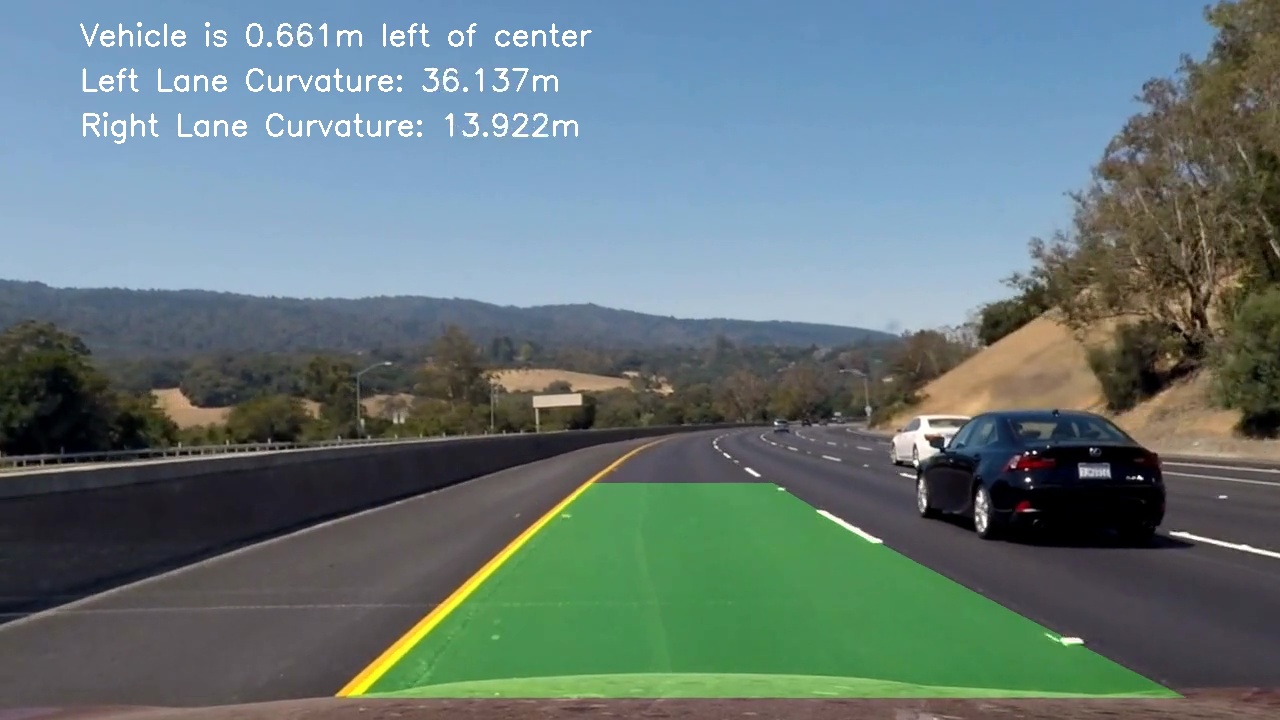 Vehicle is 0.661m left of center
Left Lane Curvature: 36.137m
Right Lane Curvature: 13.922m